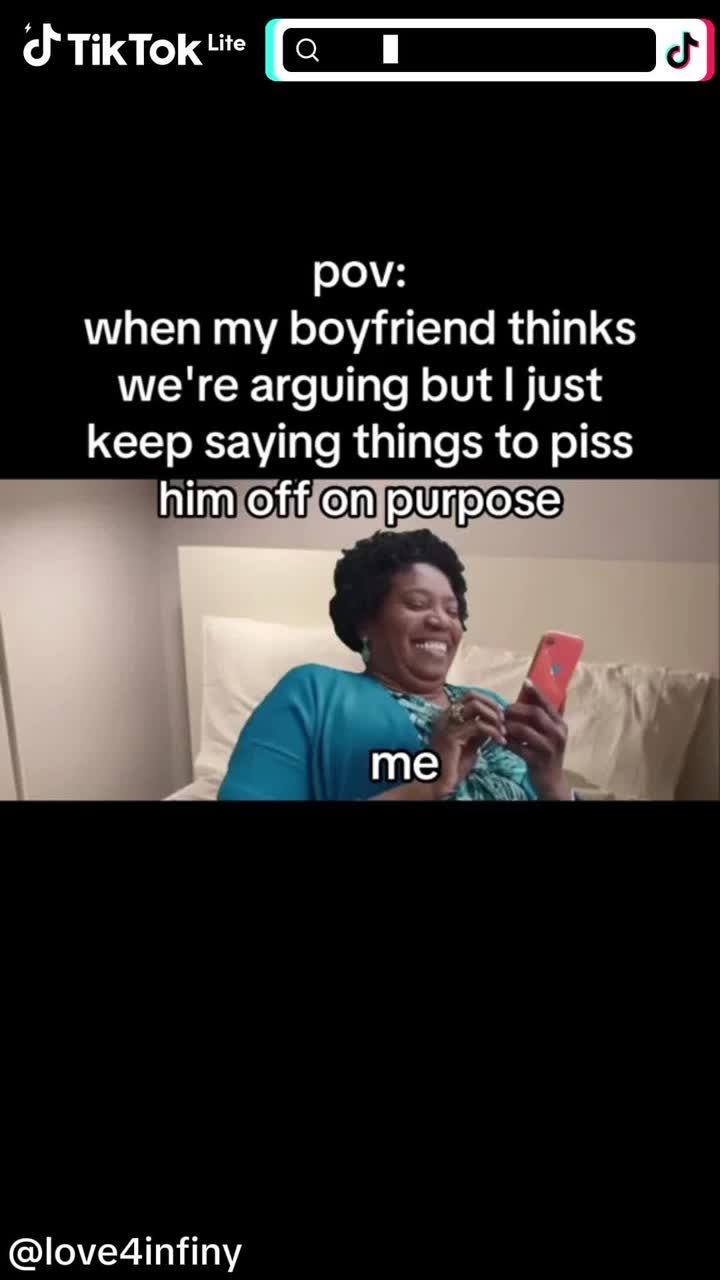 TikTok Lite
pov:
when my boyfriend thinks
we're arguing but I just
keep saying things to piss
him off on purpose
me
@love4infiny